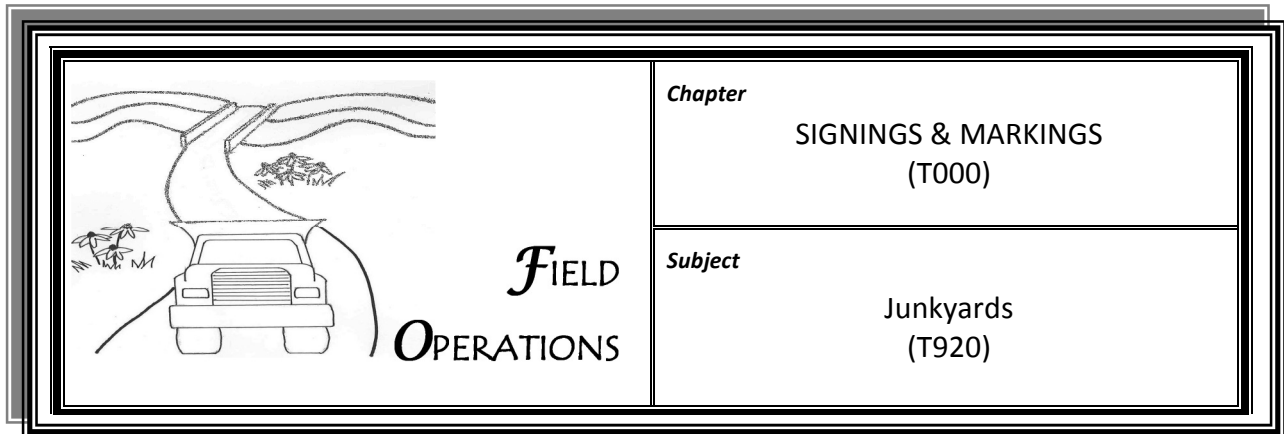 FIELD
OPERATIONS
Chapter
SIGNINGS & MARKINGS
(T000)
Subject
Junkyards
(T920)